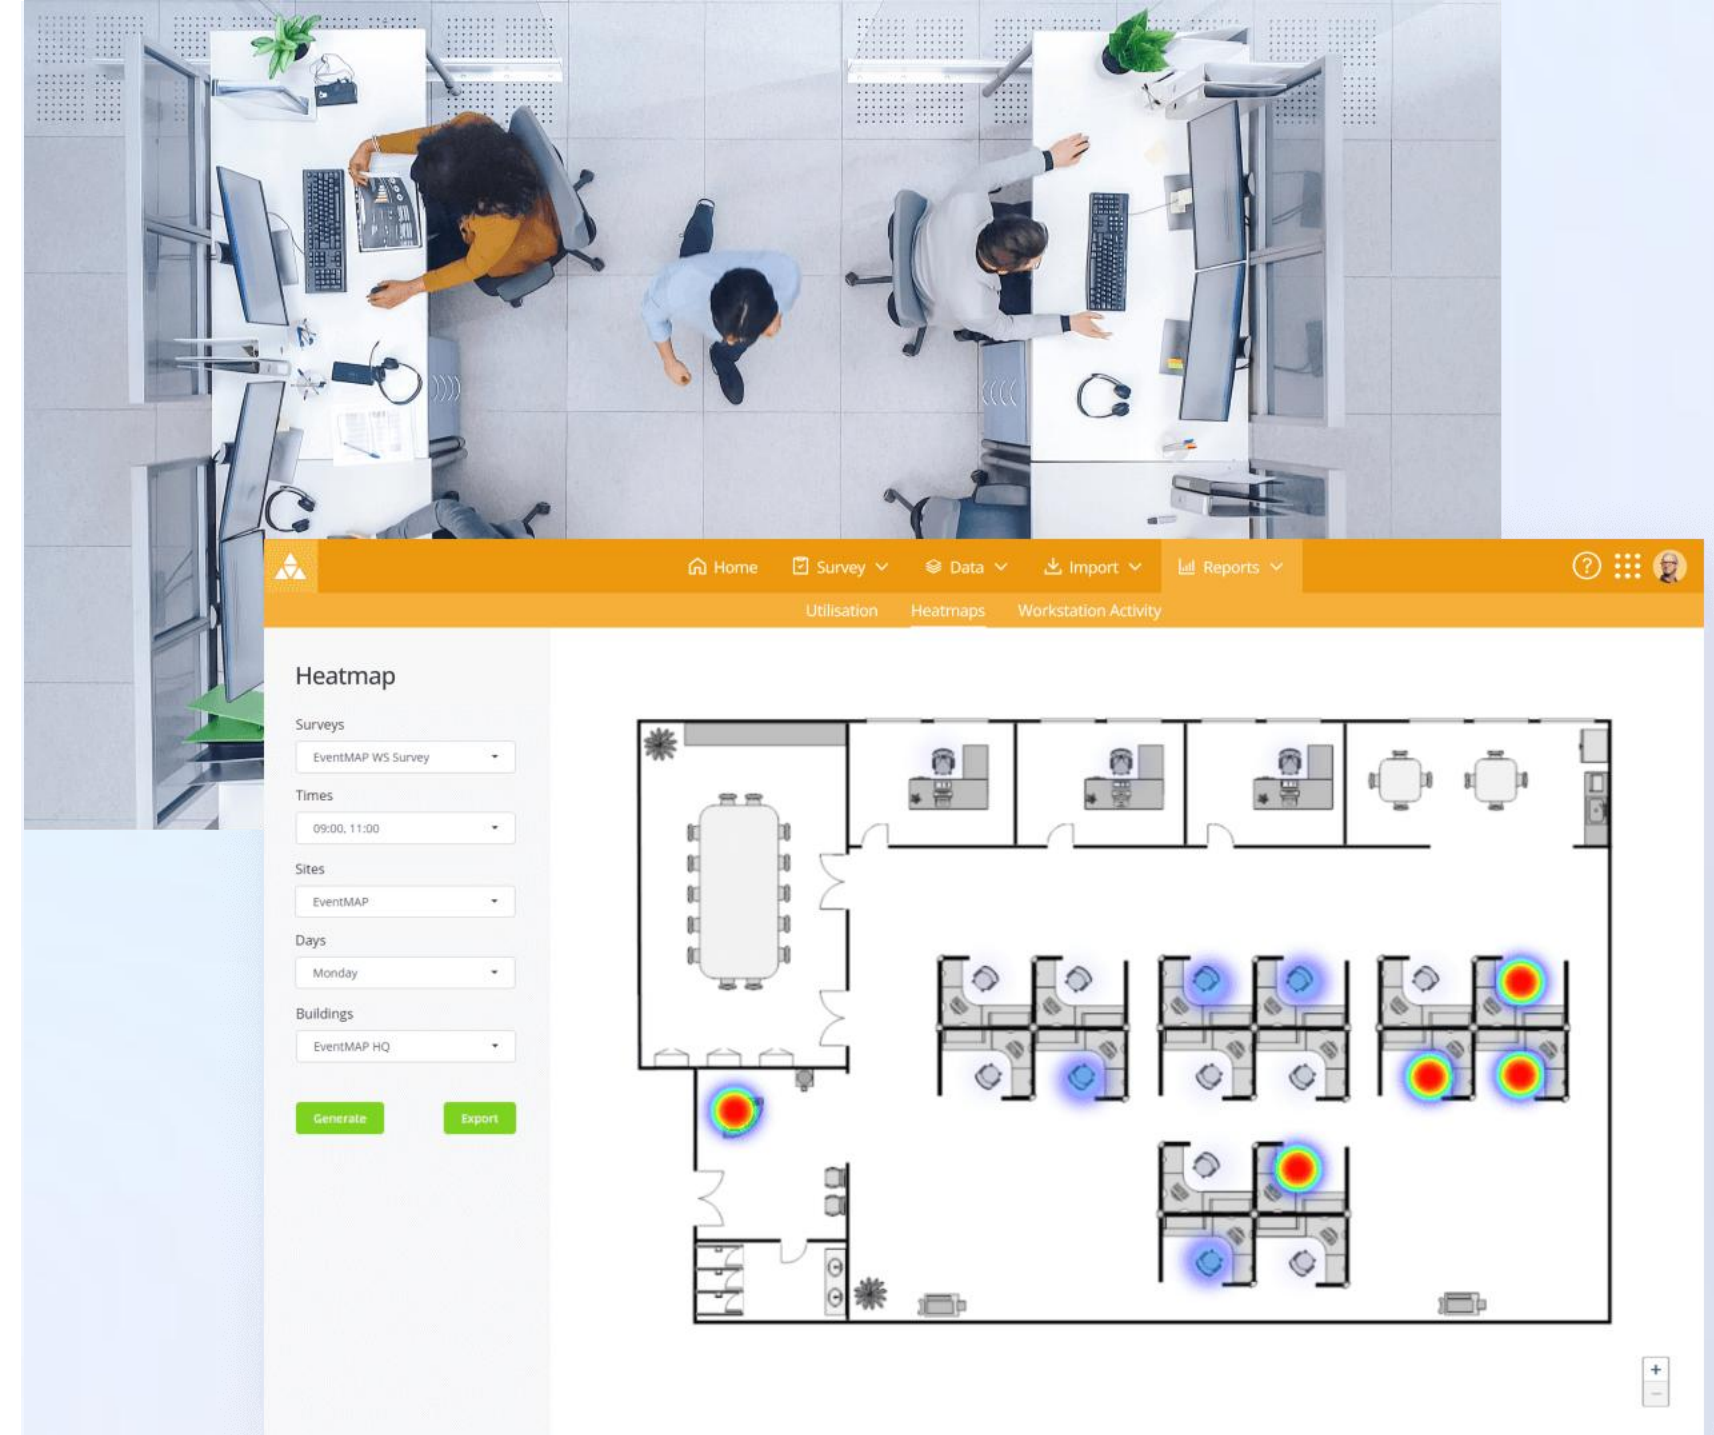 Home Survey Data Import Reports
Utilisation Heatmaps Workstation Activity
Heatmap
Surveys
EventMAP WS Survey
Times
09:00, 11:00
Sites
EventMAP
Days
Monday
Buildings
EventMAP HQ
Generate Export